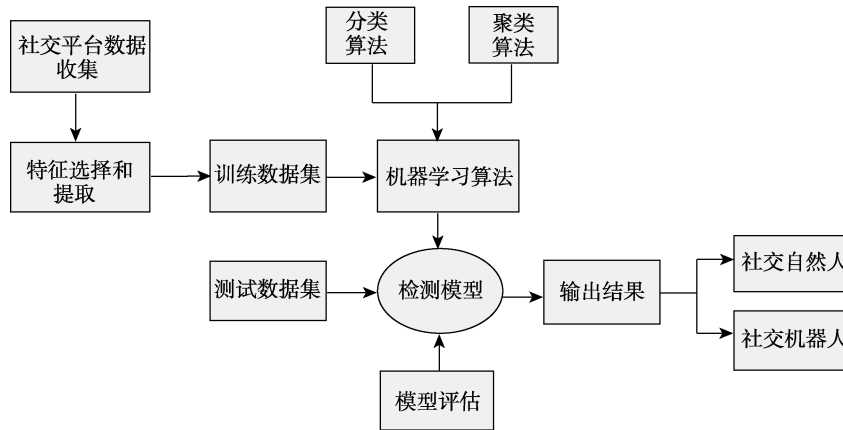 社交平台数据
收集
分类
算法
聚类
算法
特征选择和
提取
训练数据集
机器学习算法
测试数据集
检测模型
输出结果
社交自然人
社交机器人
模型评估